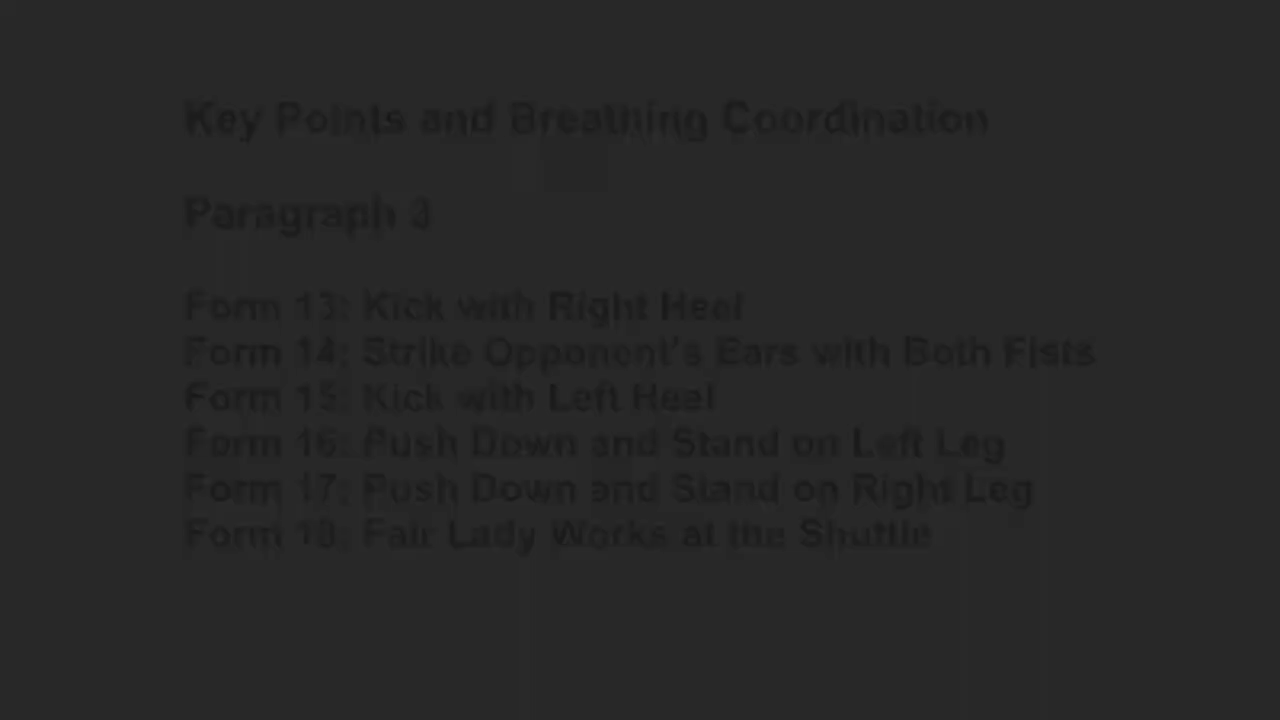 Key Points and Breathing Coordination
Paragraph 3
Form 13: Kick with Right Heel
Form 14: Strike Opponent's Ears with Both Fists
Form 15: Kick with Left Heel
Form 16: Push Down and Stand on Left Leg
Form 17: Push Down and Stand on Right Leg
Form 18: Fair Lady Works at the Shuttle